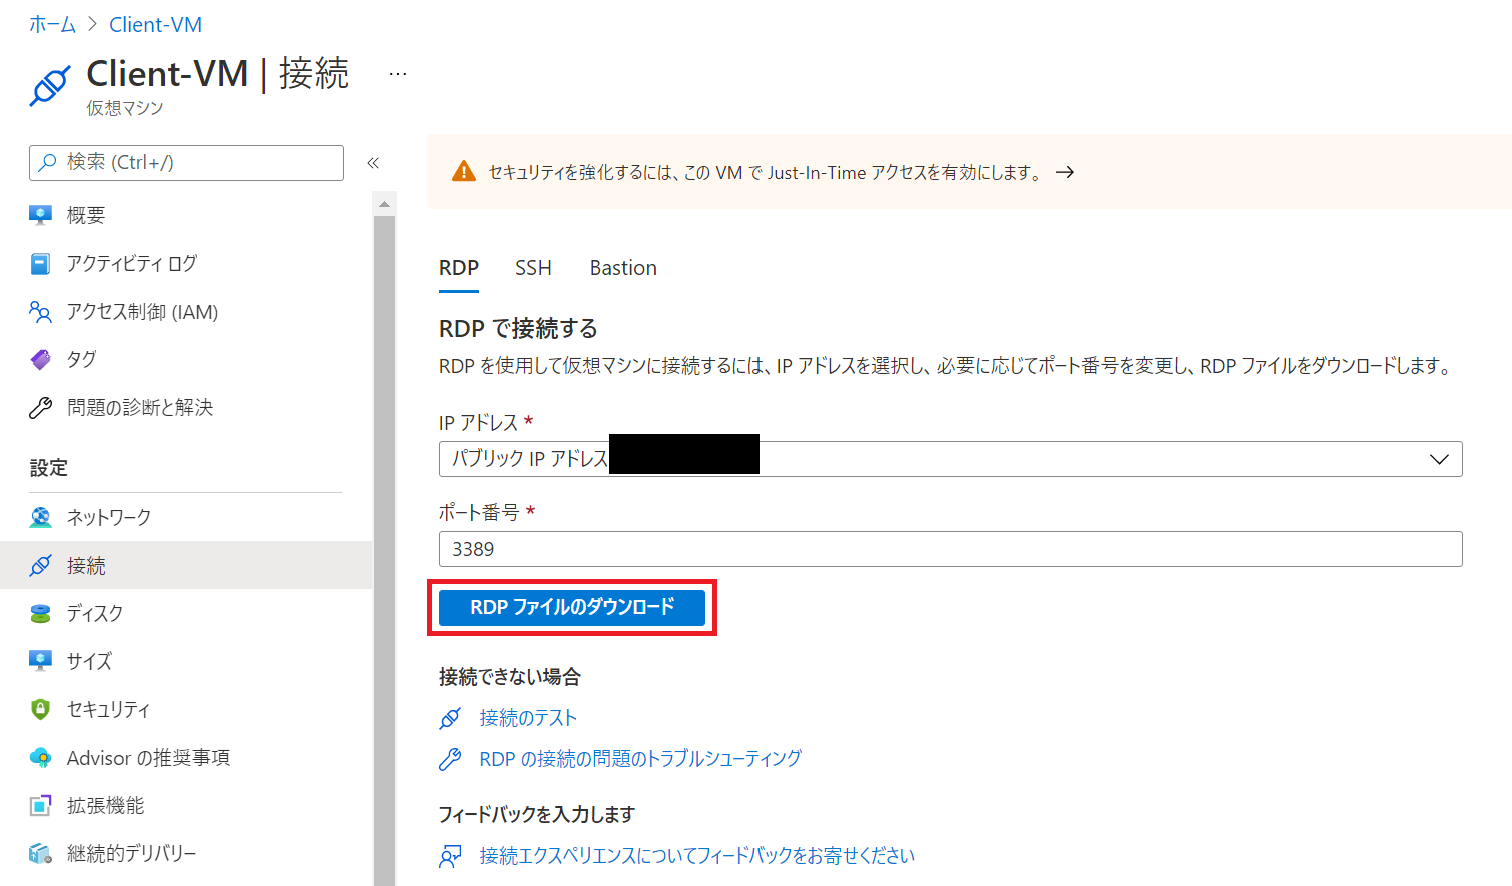 ホーム > Client-VM
Client-VM | 接続 …
仮想マシン
検索 (Ctrl+/)
«
概要
アクティビティ ログ
アクセス制御 (IAM)
タグ
問題の診断と解決
設定
ネットワーク
接続
ディスク
サイズ
セキュリティ
Advisor の推奨事項
拡張機能
継続的デリバリー
セキュリティを強化するには、この VM で Just-In-Time アクセスを有効にします。 →
RDP SSH Bastion
RDP で接続する
RDP を使用して仮想マシンに接続するには、IP アドレスを選択し、必要に応じてポート番号を変更し、RDP ファイルをダウンロードします。
IP アドレス *
パブリック IP アドレス
ポート番号 *
3389
RDP ファイルのダウンロード
接続できない場合
接続のテスト
RDP の接続の問題のトラブルシューティング
フィードバックを入力します
接続エクスペリエンスについてフィードバックをお寄せください